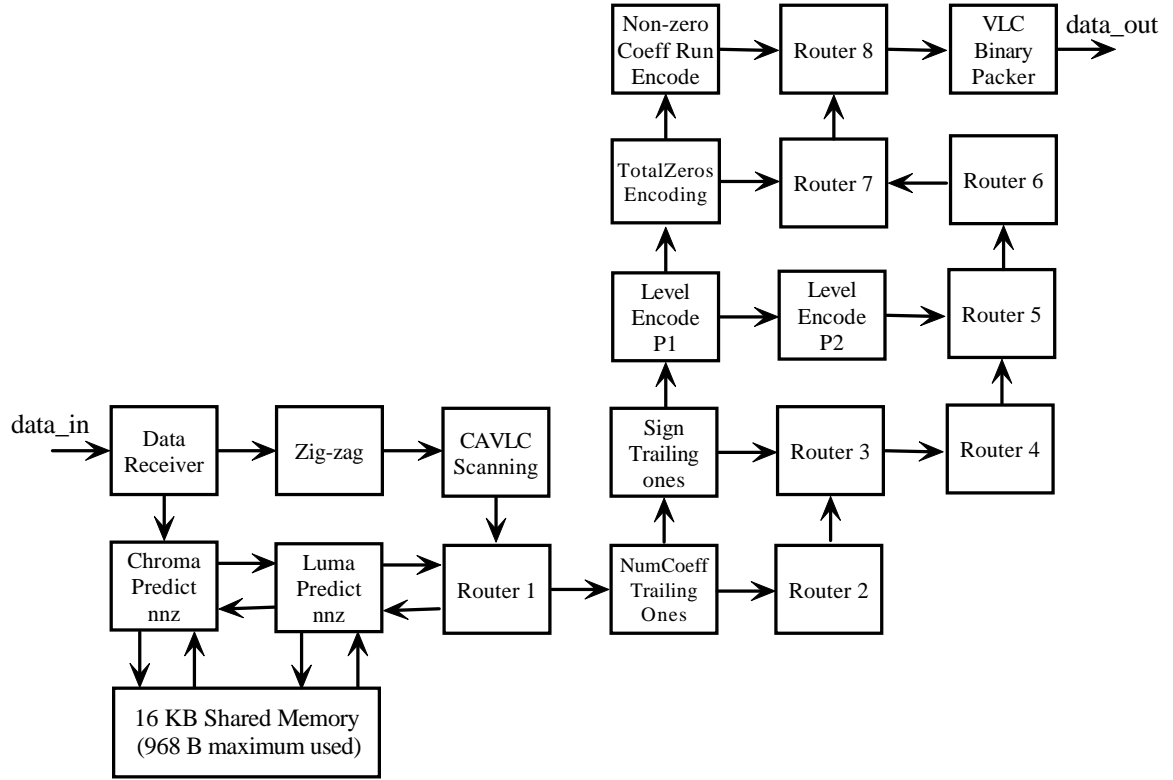 Non-zero
Coeff Run
Encode
Router 8
VLC
Binary
Packer
data_out
TotalZeros
Encoding
Router 7
Router 6
Level
Encode
P1
Level
Encode
P2
Router 5
data_in
Data
Receiver
Zig-zag
CAVLC
Scanning
Sign
Trailing
ones
Router 3
Router 4
Chroma
Predict
nnz
Luma
Predict
nnz
Router 1
NumCoeff
Trailing
Ones
Router 2
16 KB Shared Memory
(968 B maximum used)